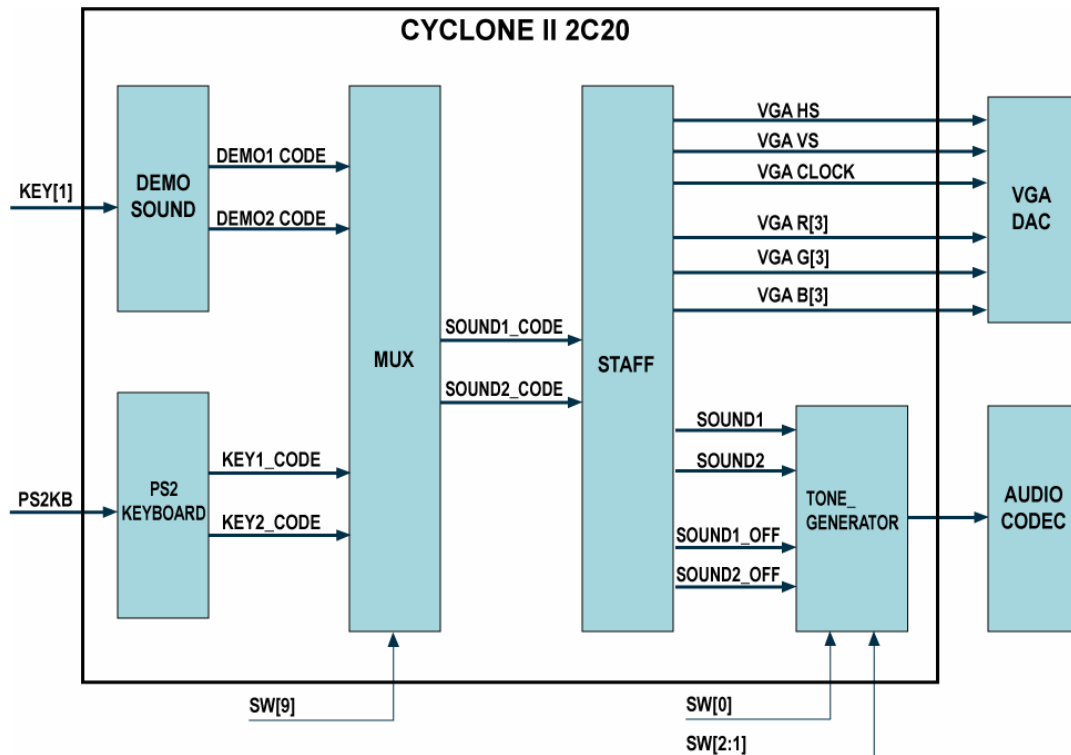 CYCLONE II 2C20
KEY[1]
DEMO
SOUND
DEMO1 CODE
DEMO2 CODE
PS2KB
PS2
KEYBOARD
KEY1_CODE
KEY2_CODE
MUX
SW[9]
SOUND1_CODE
SOUND2_CODE
STAFF
VGA HS
VGA VS
VGA CLOCK
VGA R[3]
VGA G[3]
VGA B[3]
VGA
DAC
SOUND1
SOUND2
SOUND1_OFF
SOUND2_OFF
TONE_
GENERATOR
AUDIO
CODEC
SW[0]
SW[2:1]